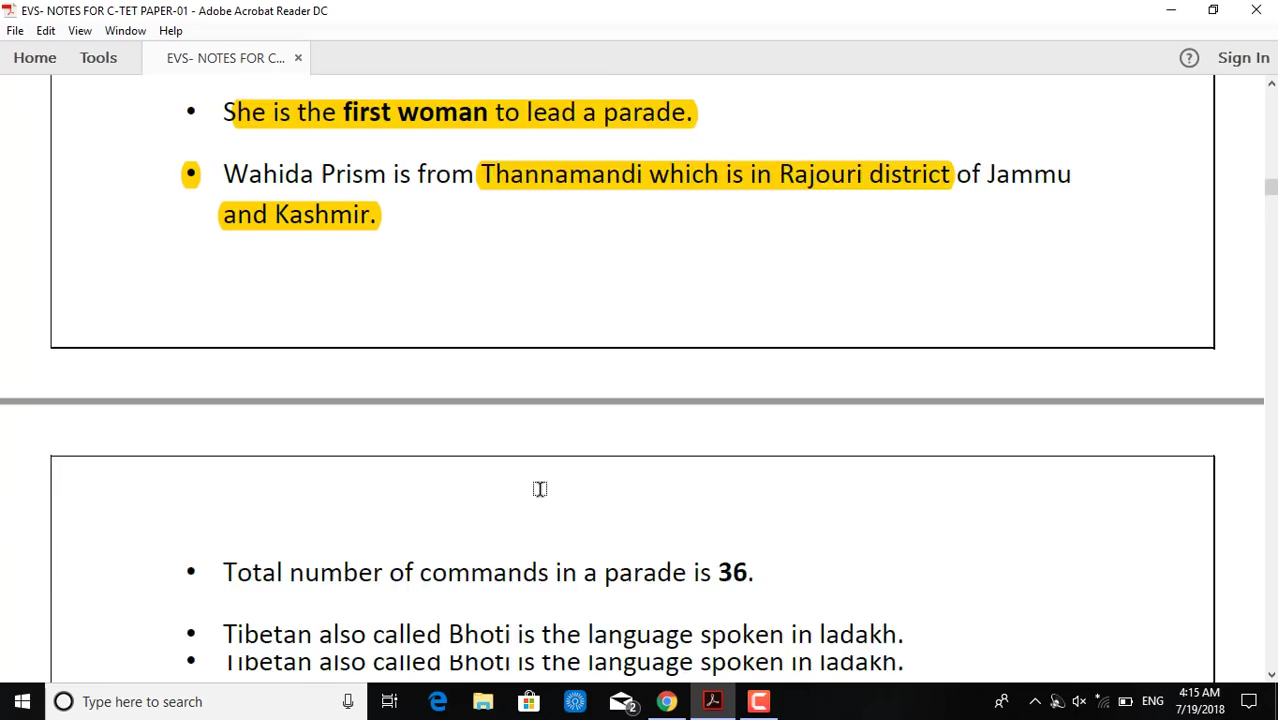 EVS- NOTES FOR C-TET PAPER-01 - Adobe Acrobat Reader DC
File Edit View Window Help
Home Tools EVS- NOTES FOR C... × ? Sign In
• She is the first woman to lead a parade.
• Wahida Prism is from Thannamandi which is in Rajouri district of Jammu
and Kashmir.
• Total number of commands in a parade is 36.
• Tibetan also called Bhoti is the language spoken in ladakh.
• Tibetan also called Bhoti is the language spoken in ladakh.
Type here to search 2 ENG 4:15 AM
7/19/2018